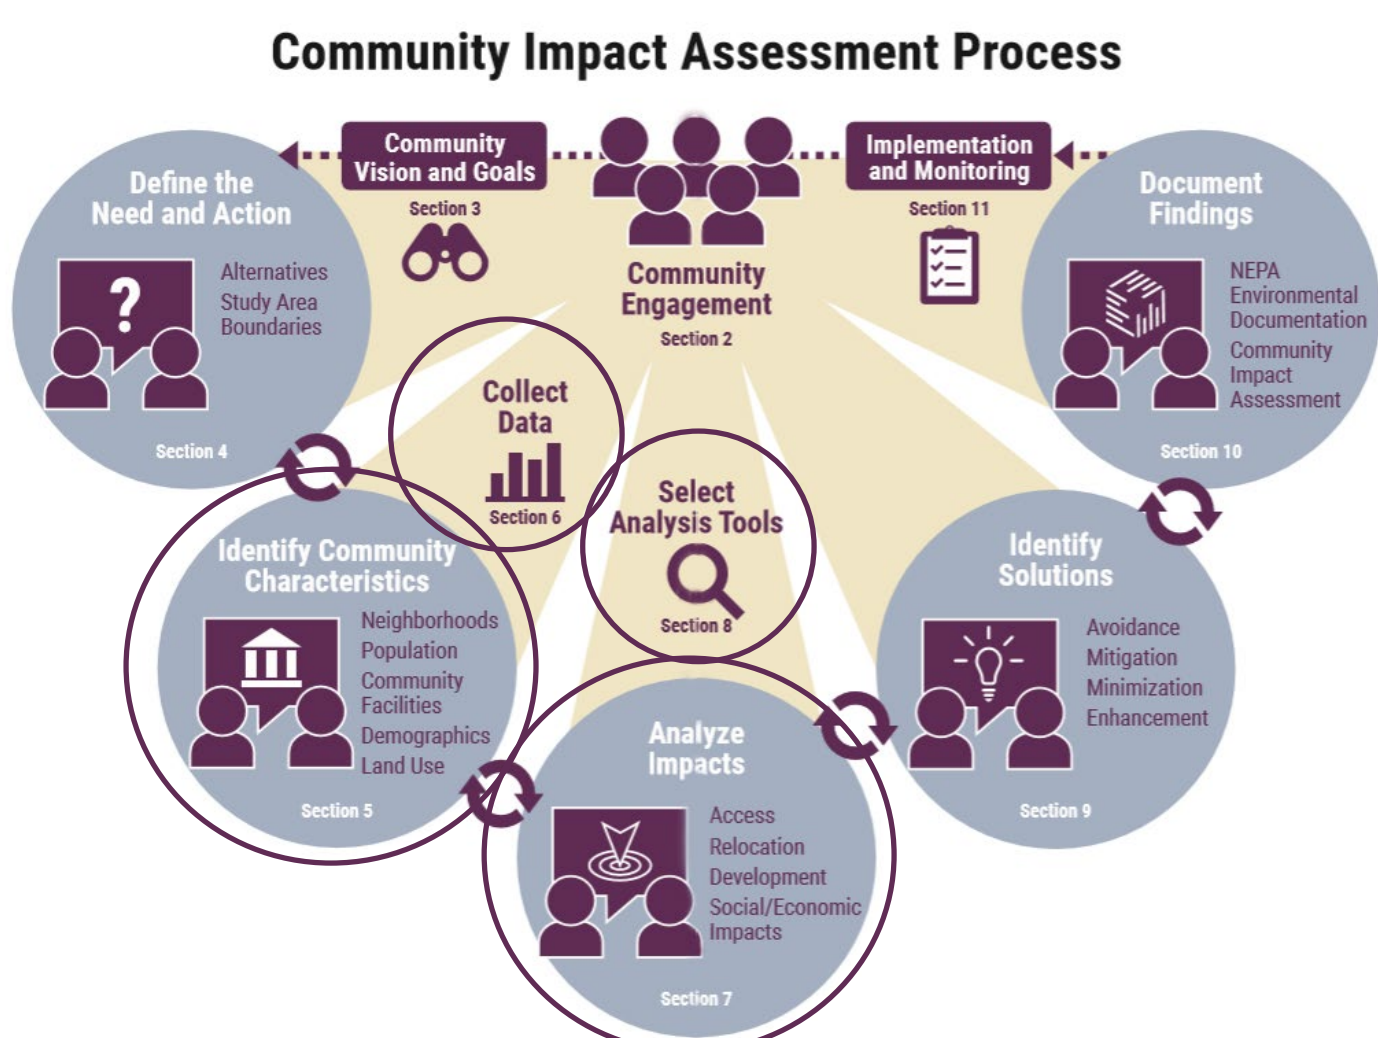 Community Impact Assessment Process
Community
Vision and Goals
Section 3
Implementation
and Monitoring
Section 11
Define the
Need and Action
Alternatives
Study Area
Boundaries
Section 4
Community
Engagement
Section 2
Document
Findings
NEPA
Environmental
Documentation
Community
Impact
Assessment
Section 10
Collect
Data
Section 6
Select
Analysis Tools
Section 8
Identify Community
Characteristics
Neighborhoods
Population
Community
Facilities
Demographics
Land Use
Section 5
Analyze
Impacts
Access
Relocation
Development
Social/Economic
Impacts
Section 7
Identify
Solutions
Avoidance
Mitigation
Minimization
Enhancement
Section 9
?